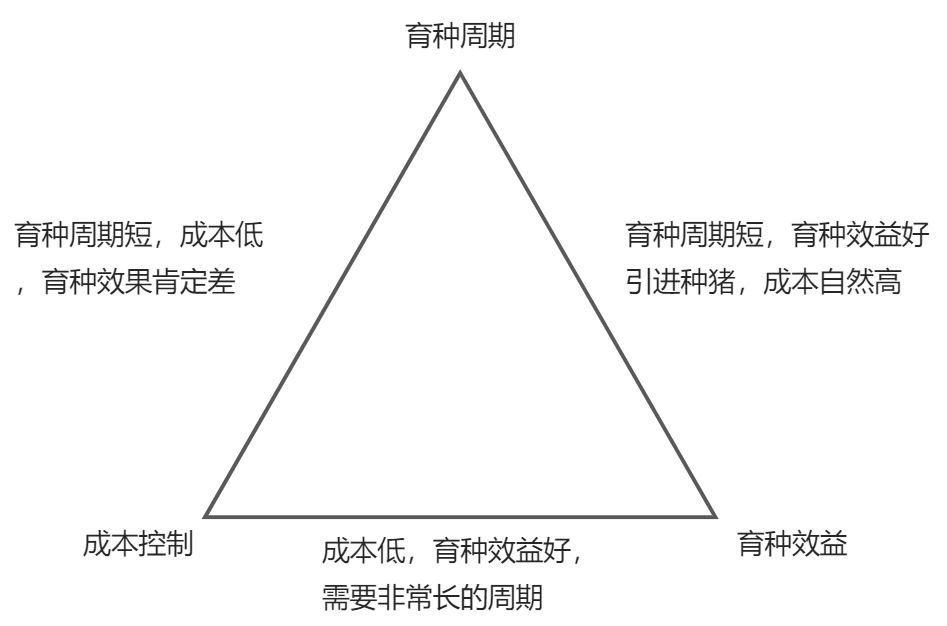 育种周期
育种周期短，成本低
，育种效果肯定差
育种周期短，育种效益好
引进种猪，成本自然高
成本控制
成本低，育种效益好，
需要非常长的周期
育种效益